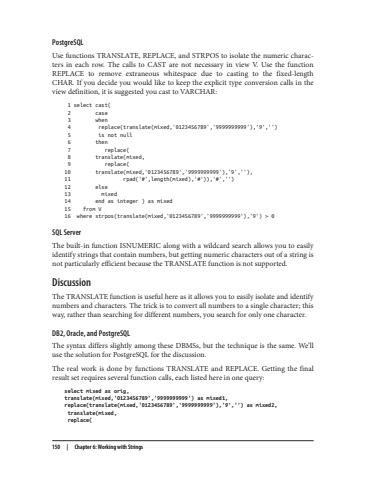 PostgreSQL
Use functions TRANSLATE, REPLACE, and STRPOS to isolate the numeric charac-
ters in each row. The calls to CAST are not necessary in view V. Use the function
REPLACE to remove extraneous whitespace due to casting to the fixed-length
CHAR. If you decide you would like to keep the explicit type conversion calls in the
view definition, it is suggested you cast to VARCHAR:
1 select cast(
2 case
3 when
4 replace(translate(mixed,'0123456789','9999999999'),'9','')
5 is not null
6 then
7 replace(
8 translate(mixed,
9 replace(
10 translate(mixed,'0123456789','9999999999'),'9',''),
11 rpad('#',length(mixed),'#')),'#','')
12 else
13 mixed
14 end as integer ) as mixed
15 from V
16 where strpos(translate(mixed,'0123456789','9999999999'),'9') > 0
SQL Server
The built-in function ISNUMERIC along with a wildcard search allows you to easily
identify strings that contain numbers, but getting numeric characters out of a string is
not particularly efficient because the TRANSLATE function is not supported.
Discussion
The TRANSLATE function is useful here as it allows you to easily isolate and identify
numbers and characters. The trick is to convert all numbers to a single character; this
way, rather than searching for different numbers, you search for only one character.
DB2, Oracle, and PostgreSQL
The syntax differs slightly among these DBMSs, but the technique is the same. We'll
use the solution for PostgreSQL for the discussion.
The real work is done by functions TRANSLATE and REPLACE. Getting the final
result set requires several function calls, each listed here in one query:
select mixed as orig,
translate(mixed,'0123456789','9999999999') as mixed1,
replace(translate(mixed,'0123456789','9999999999'),'9','') as mixed2,
translate(mixed,
replace(
150 | Chapter 6: Working with Strings